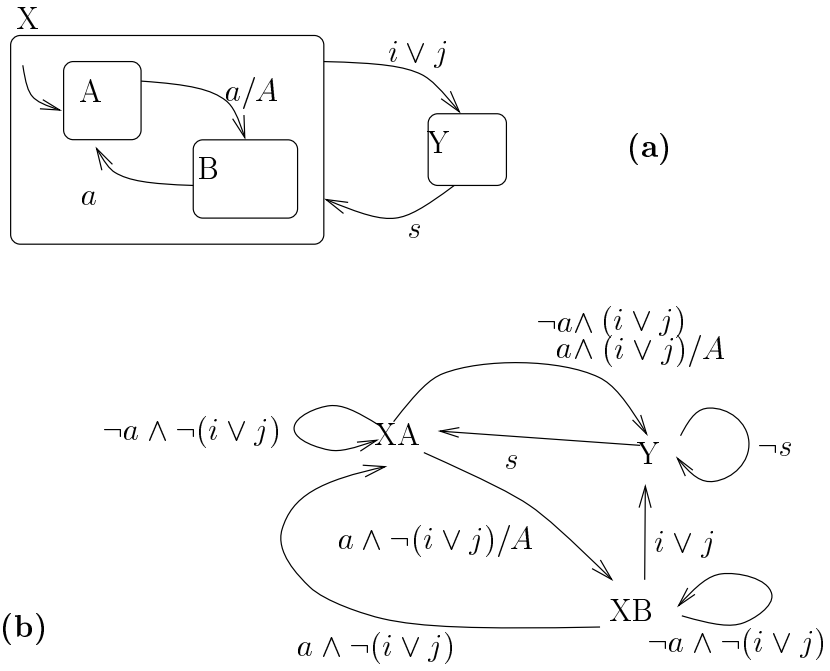 X
i ∨ j
A
a/A
Y
(a)
B
a
s
¬a∧ (i ∨ j)
a∧ (i ∨ j)/A
¬a ∧ ¬(i ∨ j)
XA
Y
¬s
s
a ∧ ¬(i ∨ j)/A
i ∨ j
XB
(b)
a ∧ ¬(i ∨ j)
¬a ∧ ¬(i ∨ j)